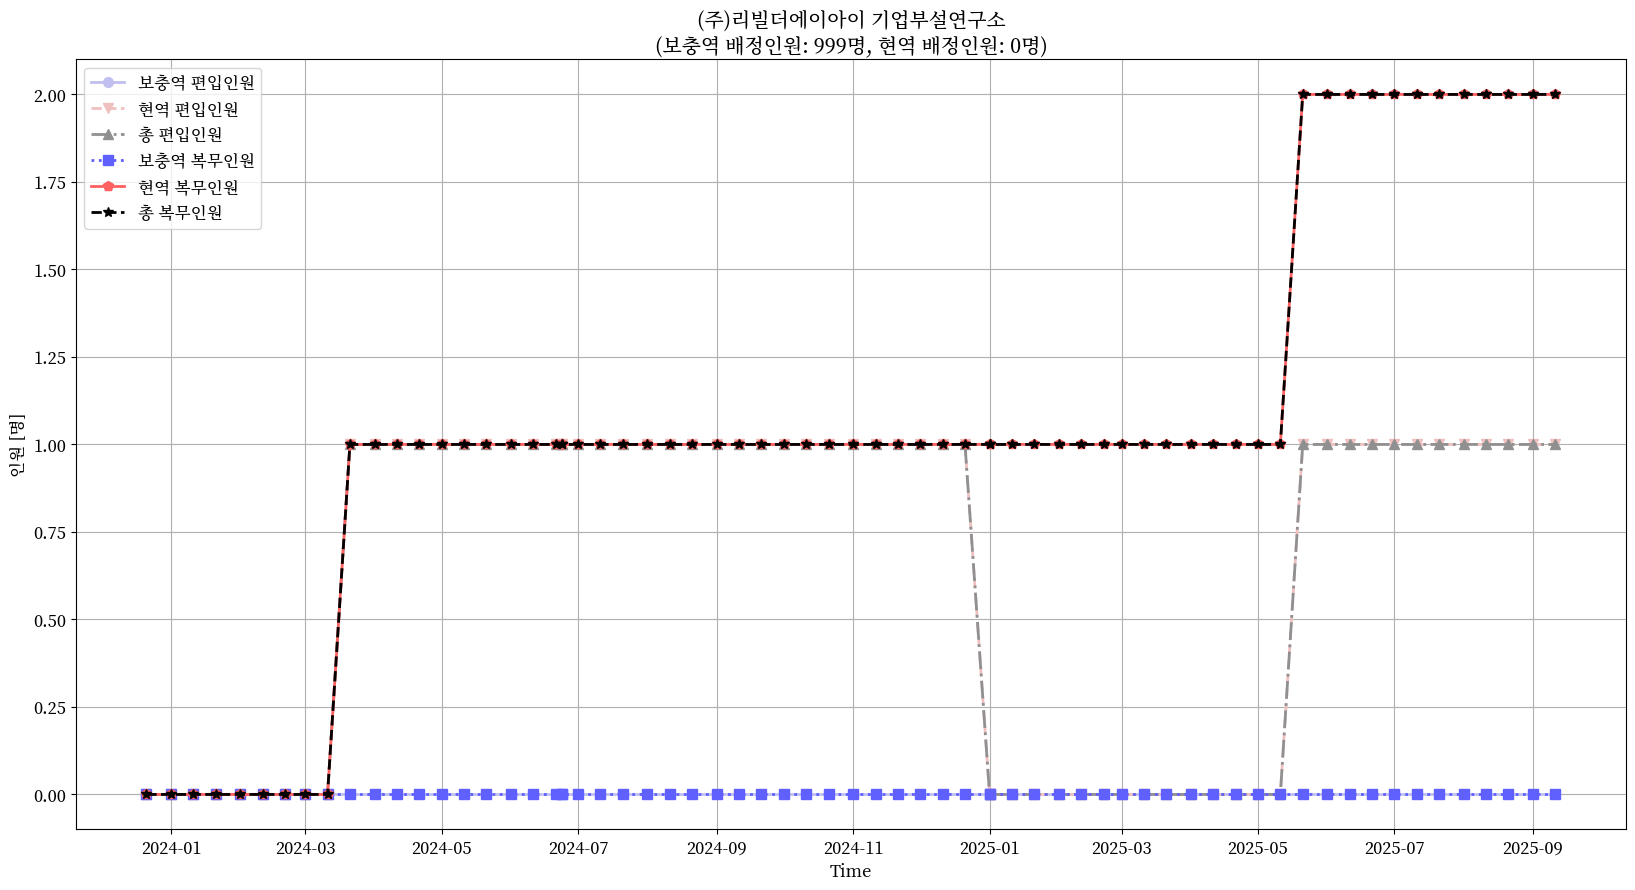 (주)리빌더에이아이 기업부설연구소
(보충역 배정인원: 999명, 현역 배정인원: 0명)
보충역 편입인원
현역 편입인원
총 편입인원
보충역 복무인원
현역 복무인원
총 복무인원
2.00
1.75
1.50
1.25
1.00
0.75
0.50
0.25
0.00
인원 [명]
2024-01
2024-03
2024-05
2024-07
2024-09
2024-11
2025-01
2025-03
2025-05
2025-07
2025-09
Time